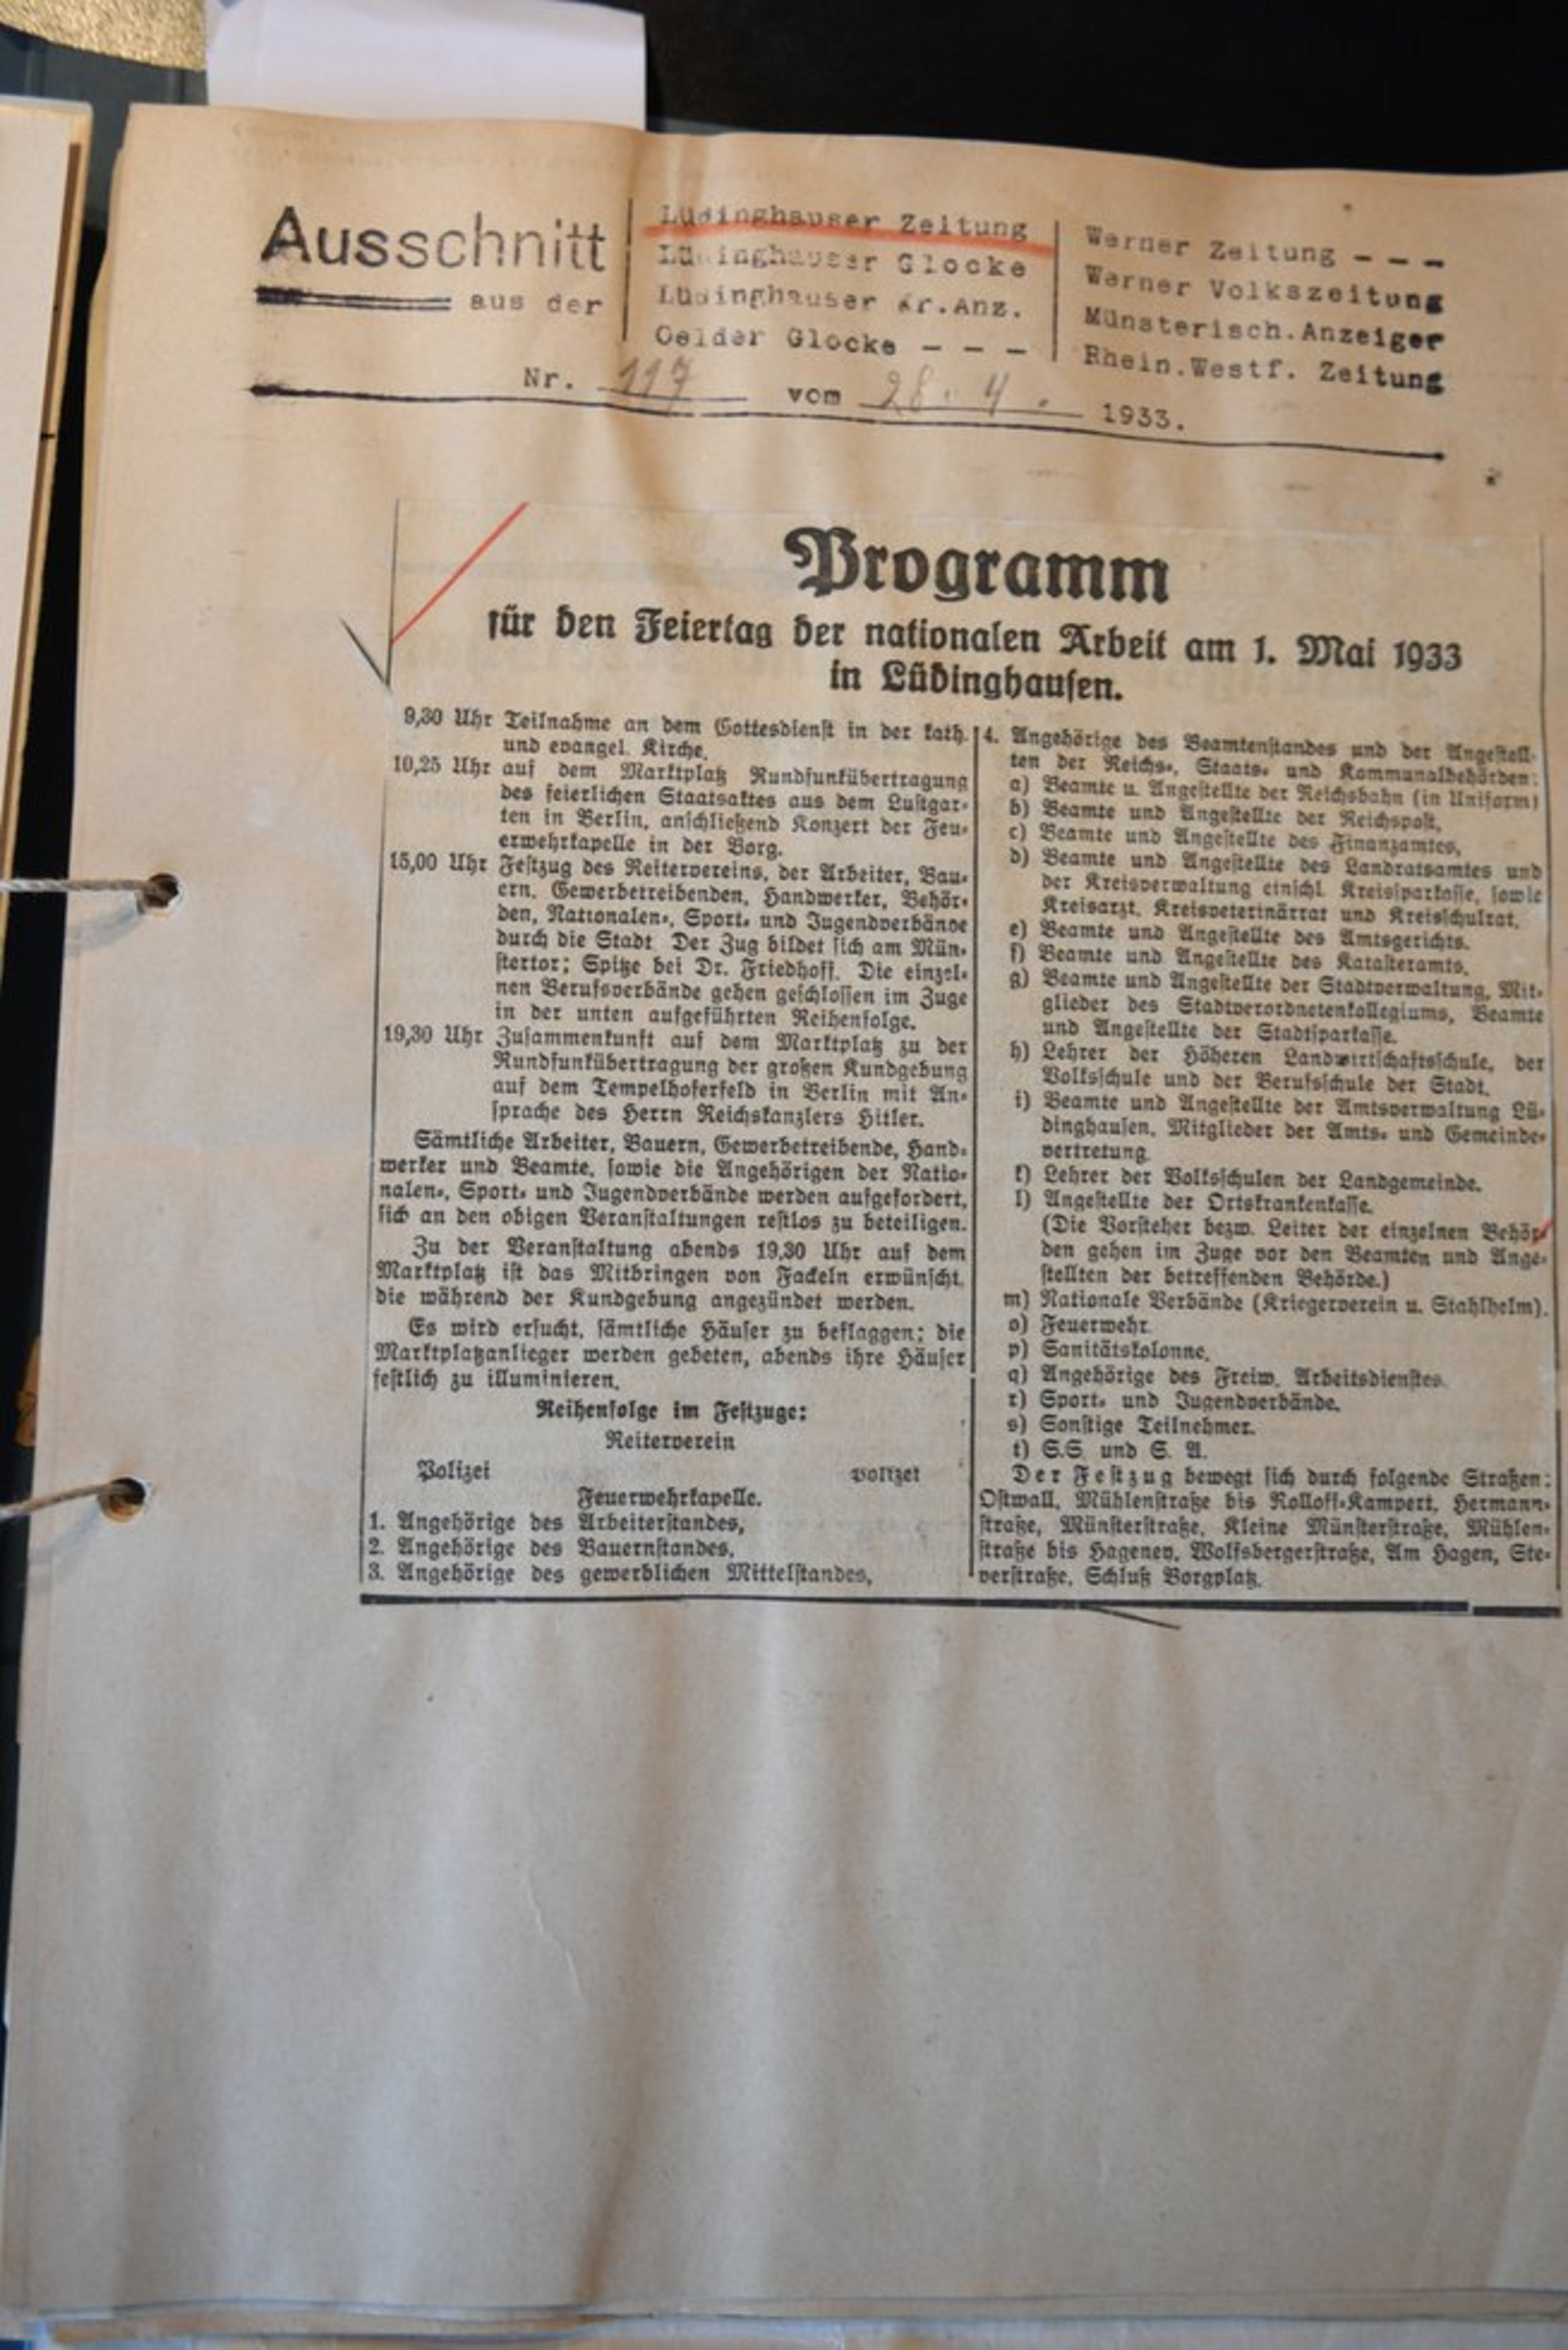 Ausschnitt
aus der
Lüdinghauser Zeitung
Lüdinghauser Glocke
Lüdinghauser Kr.Anz.
Oelder Glocke - - -
Werner Zeitung - - -
Werner Volkszeitung
Münsterisch.Anzeiger
Rhein.Westf. Zeitung
Nr. 117 vom 28. 4. 1933.
Programm
für den Feiertag der nationalen Arbeit am 1. Mai 1933
in Lüdinghausen.
9,30 Uhr Teilnahme an dem Gottesdienst in der kath.
und evangel. Kirche.
10,25 Uhr auf dem Marktplatz Rundfunkübertragung
des feierlichen Staatsaktes aus dem Lustgar-
ten in Berlin, anschließend Konzert der Feu-
erwehrkapelle in der Borg.
15,00 Uhr Festzug des Reitervereins, der Arbeiter, Bau-
ern, Gewerbetreibenden, Handwerker, Behör-
den, Nationalen-, Sport- und Jugendverbände
durch die Stadt. Der Zug bildet sich am Mün-
stertor; Spitze bei Dr. Friedhoff. Die einzel-
nen Berufsverbände gehen geschlossen im Zuge
in der unten aufgeführten Reihenfolge.
19,30 Uhr Zusammenkunft auf dem Marktplatz zu der
Rundfunkübertragung der großen Kundgebung
auf dem Tempelhoferfeld in Berlin mit An-
sprache des Herrn Reichskanzlers Hitler.
Sämtliche Arbeiter, Bauern, Gewerbetreibende, Hand-
werker und Beamte, sowie die Angehörigen der Natio-
nalen-, Sport- und Jugendverbände werden aufgefordert,
sich an den obigen Veranstaltungen restlos zu beteiligen.
Zu der Veranstaltung abends 19,30 Uhr auf dem
Marktplatz ist das Mitbringen von Fackeln erwünscht,
die während der Kundgebung angezündet werden.
Es wird ersucht, sämtliche Häuser zu beflaggen; die
Marktplatzanlieger werden gebeten, abends ihre Häuser
festlich zu illuminieren.
Reihenfolge im Festzuge:
Reiterverein
Polizei Polizei
Feuerwehrkapelle.
1. Angehörige des Arbeiterstandes,
2. Angehörige des Bauernstandes,
3. Angehörige des gewerblichen Mittelstandes,
4. Angehörige des Beamtenstandes und der Angestell-
ten der Reichs-, Staats- und Kommunalbehörden:
a) Beamte u. Angestellte der Reichsbahn (in Uniform)
b) Beamte und Angestellte der Reichspost,
c) Beamte und Angestellte des Finanzamtes,
d) Beamte und Angestellte des Landratsamtes und
der Kreisverwaltung einschl. Kreissparkasse, sowie
Kreisarzt, Kreisveterinärrat und Kreisschulrat,
e) Beamte und Angestellte des Amtsgerichts.
f) Beamte und Angestellte des Katasteramts,
g) Beamte und Angestellte der Stadtverwaltung, Mit-
glieder des Stadtverordnetenkollegiums, Beamte
und Angestellte der Stadtsparkasse.
h) Lehrer der Höheren Landwirtschaftsschule, der
Volksschule und der Berufsschule der Stadt.
i) Beamte und Angestellte der Amtsverwaltung Lü-
dinghausen, Mitglieder der Amts- und Gemeinde-
vertretung.
k) Lehrer der Volksschulen der Landgemeinde.
l) Angestellte der Ortskrankenkasse.
(Die Vorsteher bezw. Leiter der einzelnen Behör-
den gehen im Zuge vor den Beamten und Ange-
stellten der betreffenden Behörde.)
m) Nationale Verbände (Kriegerverein u. Stahlhelm).
o) Feuerwehr.
p) Sanitätskolonne,
q) Angehörige des Freiw. Arbeitsdienstes.
r) Sport- und Jugendverbände.
s) Sonstige Teilnehmer.
t) S.S. und S. A.
Der Festzug bewegt sich durch folgende Straßen:
Ostwall, Mühlenstraße bis Rolloff-Kampert, Hermann-
straße, Münsterstraße, Kleine Münsterstraße, Mühlen-
straße bis Hageney, Wolfsbergerstraße, Am Hagen, Ste-
verstraße, Schluß Borgplatz.